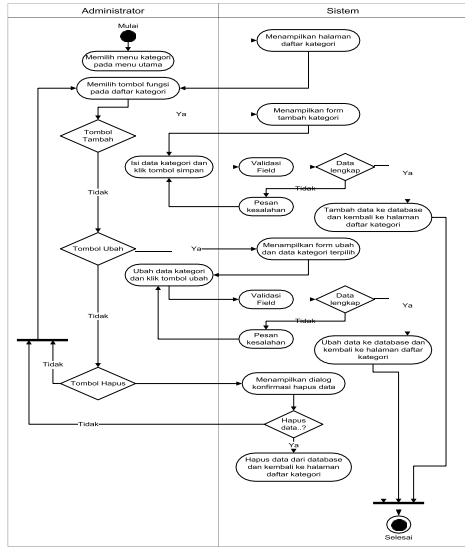 Administrator
Sistem
Mulai
Memilih menu kategori
pada menu utama
Menampilkan halaman
daftar kategori
Memilih tombol fungsi
pada daftar kategori
Ya
Menampilkan form
tambah kategori
Tombol
Tambah
Isi data kategori dan
klik tombol simpan
Validasi
Field
Data
lengkap
Ya
Tidak
Tidak
Pesan
kesalahan
Tambah data ke database
dan kembali ke halaman
daftar kategori
Tombol Ubah
Ya
Menampilkan form ubah
dan data kategori terpilih
Ubah data kategori
dan klik tombol ubah
Validasi
Field
Data
lengkap
Ya
Tidak
Tidak
Pesan
kesalahan
Ubah data ke database dan
kembali ke halaman daftar
kategori
Tidak
Tombol Hapus
Menampilkan dialog
konfirmasi hapus data
Tidak
Hapus
data..?
Ya
Hapus data dari database
dan kembali ke halaman
daftar kategori
Selesai